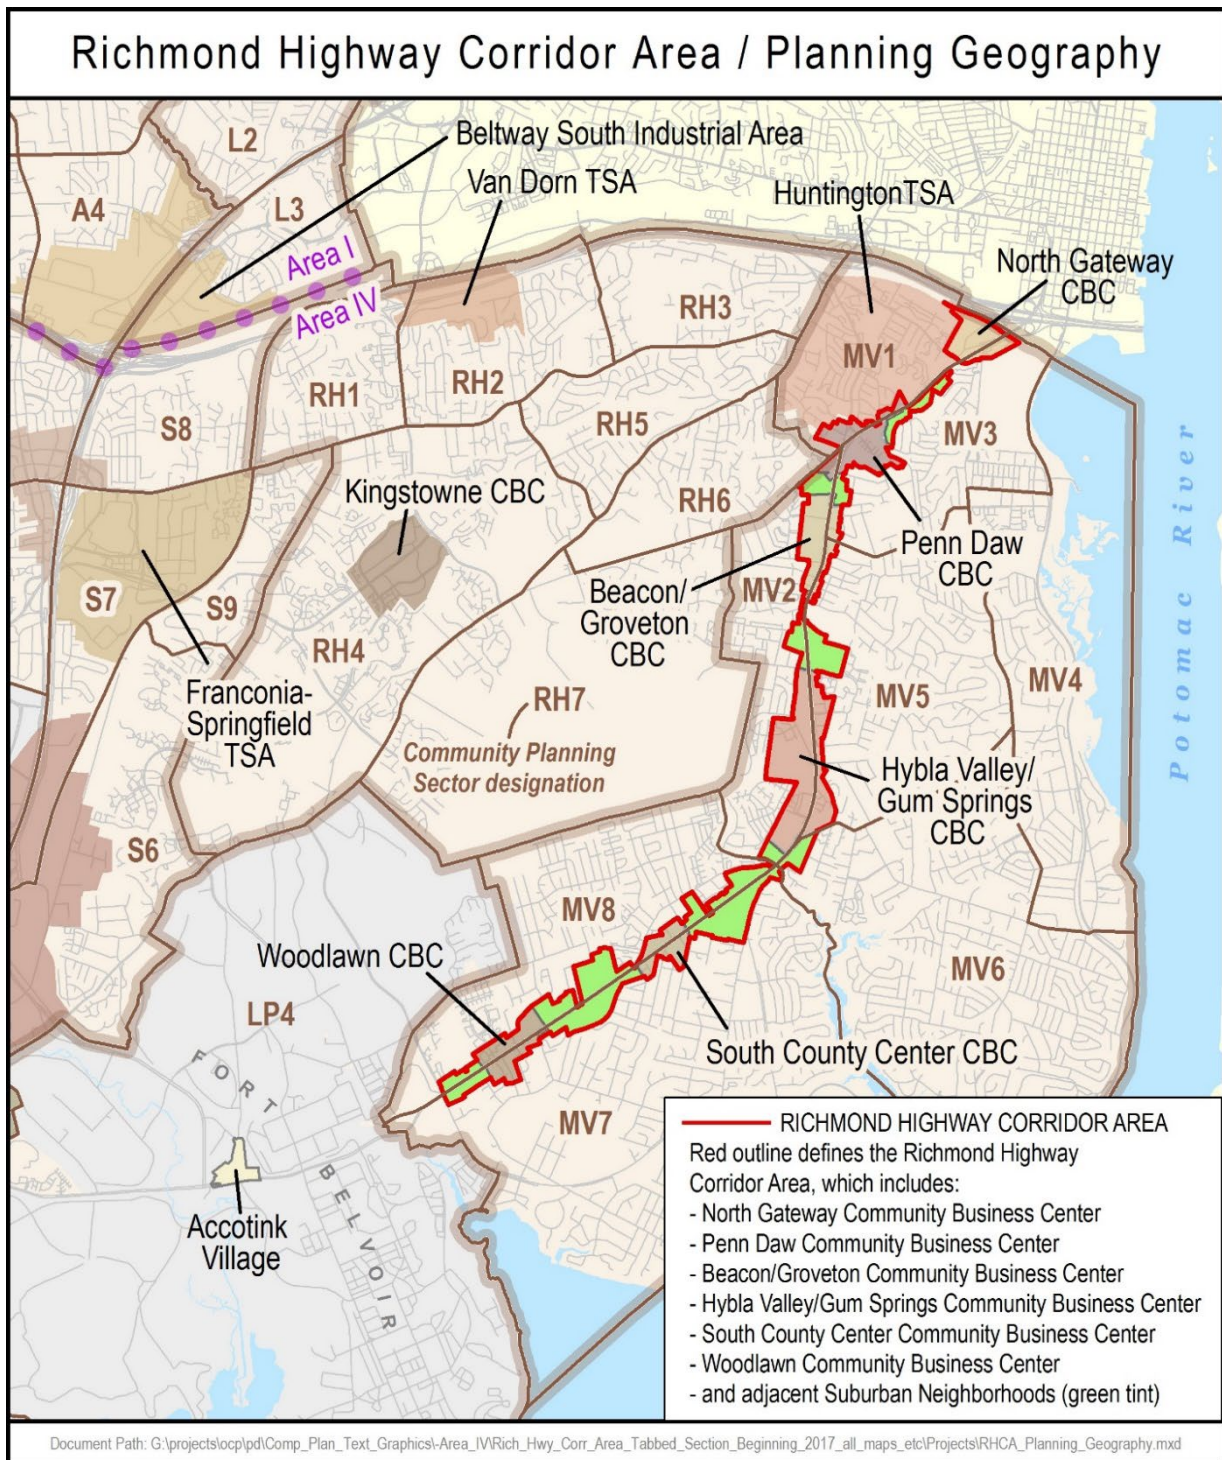 Richmond Highway Corridor Area / Planning Geography
L2
Beltway South Industrial Area
Van Dorn TSA
HuntingtonTSA
A4
L3
Area I
North Gateway
CBC
Area IV
RH3
MV1
RH1
RH2
S8
RH5
MV3
Kingstowne CBC
RH6
Penn Daw
CBC
Beacon/
Groveton
CBC
MV2
S7
S9
RH4
Franconia-
Springfield
TSA
RH7
Community Planning
Sector designation
MV5
MV4
Potomac River
Hybla Valley/
Gum Springs
CBC
S6
MV8
Woodlawn CBC
MV6
LP4
South County Center CBC
FORT BELVOIR
MV7
Accotink
Village
RICHMOND HIGHWAY CORRIDOR AREA
Red outline defines the Richmond Highway
Corridor Area, which includes:
- North Gateway Community Business Center
- Penn Daw Community Business Center
- Beacon/Groveton Community Business Center
- Hybla Valley/Gum Springs Community Business Center
- South County Center Community Business Center
- Woodlawn Community Business Center
- and adjacent Suburban Neighborhoods (green tint)
Document Path: G:\projects\ocp\pd\Comp_Plan_Text_Graphics\-Area_IV\Rich_Hwy_Corr_Area_Tabbed_Section_Beginning_2017_all_maps_etc\Projects\RHCA_Planning_Geography.mxd